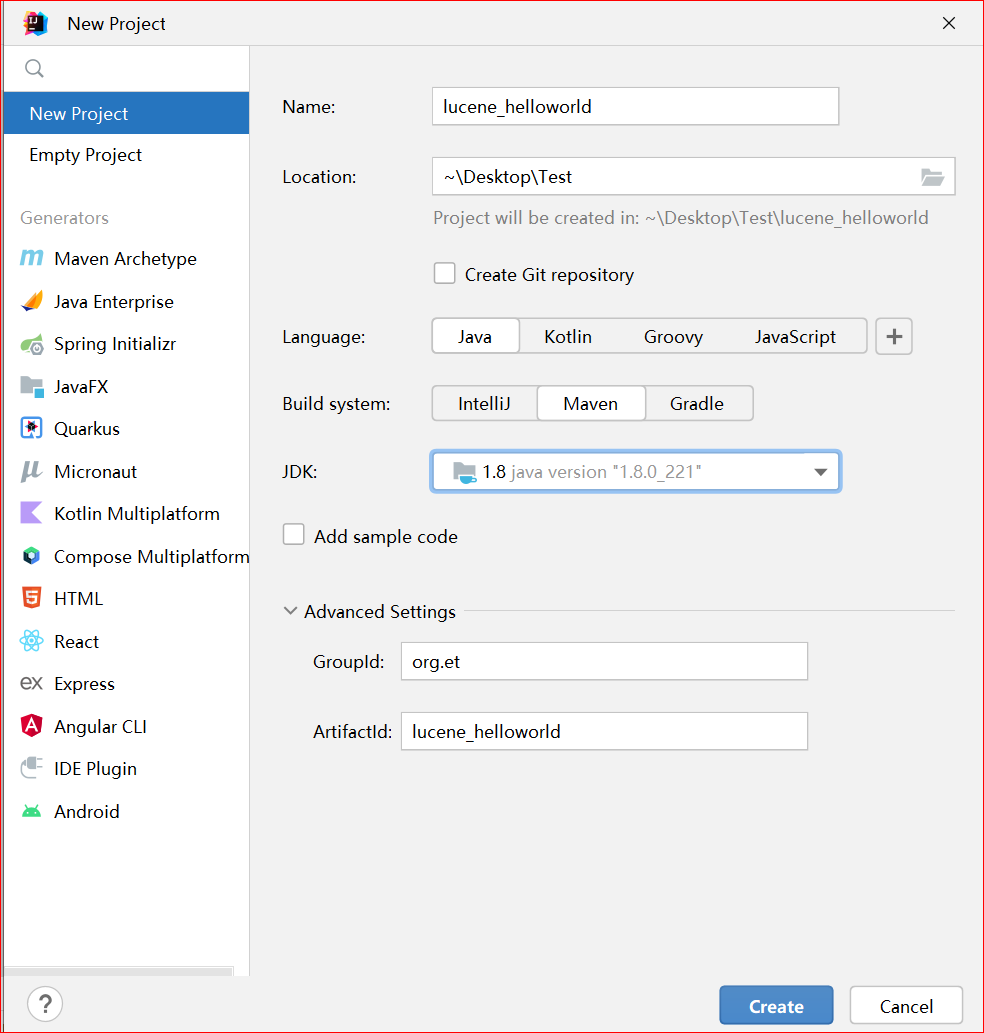 New Project
New Project
Empty Project
Generators
Maven Archetype
Java Enterprise
Spring Initializr
JavaFX
Quarkus
Micronaut
Kotlin Multiplatform
Compose Multiplatform
HTML
React
Express
Angular CLI
IDE Plugin
Android
Name: lucene_helloworld
Location: ~\Desktop\Test
Project will be created in: ~\Desktop\Test\lucene_helloworld
Create Git repository
Language: Java Kotlin Groovy JavaScript +
Build system: IntelliJ Maven Gradle
JDK: 1.8 java version "1.8.0_221"
Add sample code
Advanced Settings
GroupId: org.et
ArtifactId: lucene_helloworld
? Create Cancel